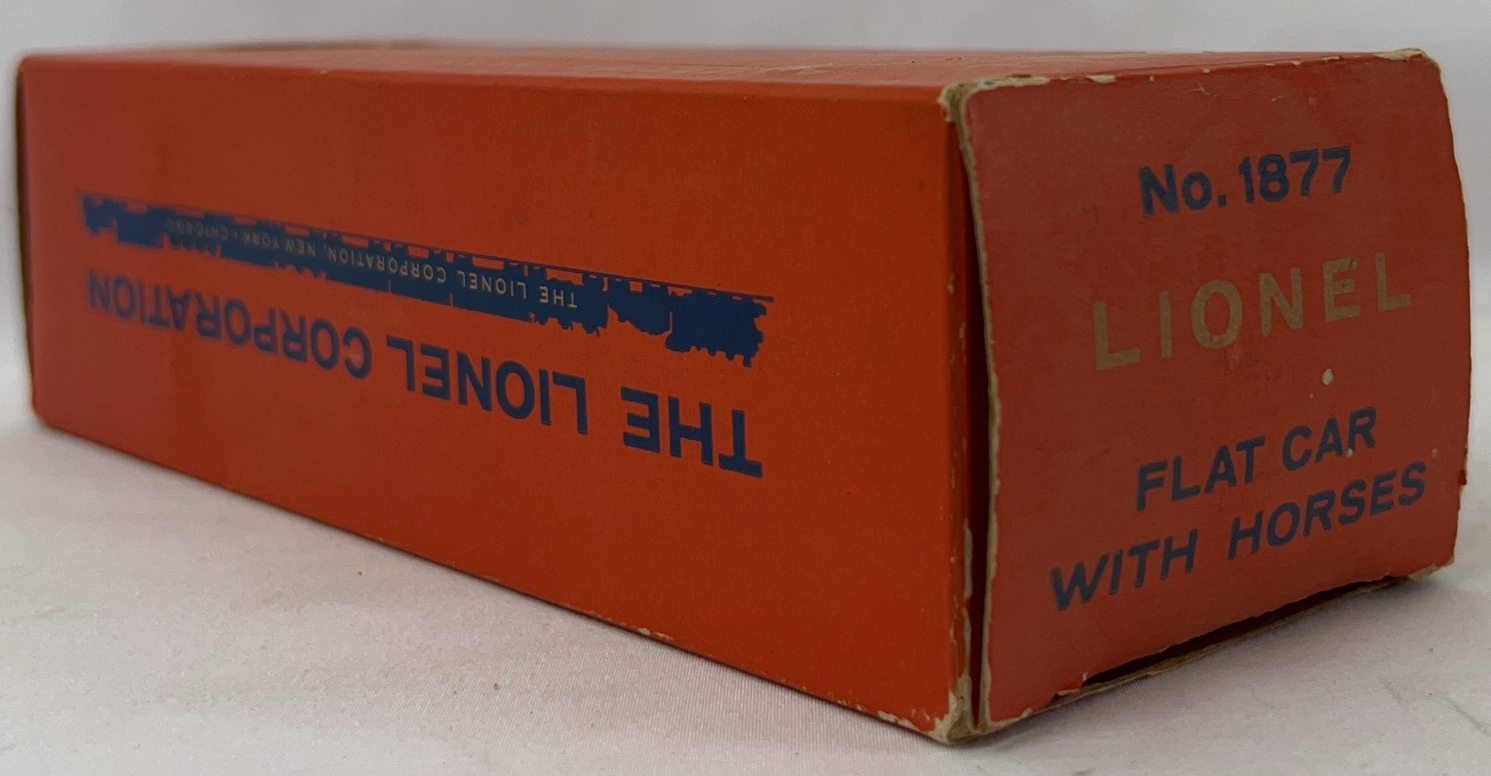 No. 1877
LIONEL
FLAT CAR
WITH HORSES
THE LIONEL CORPORATION
THE LIONEL CORPORATION, NEW YORK • CHICAGO